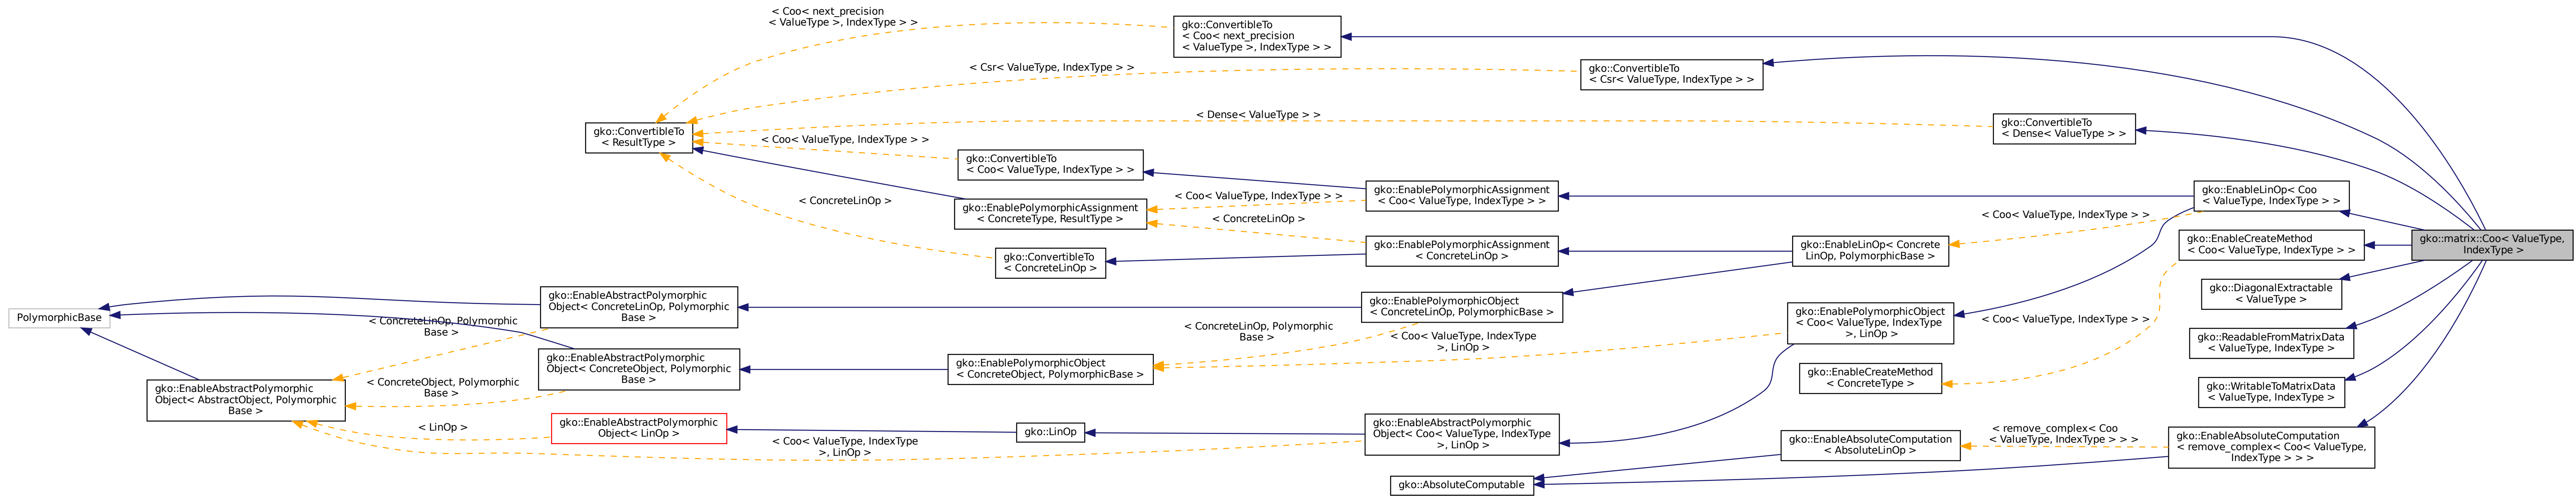 < Coo< next_precision
< ValueType >, IndexType > >
gko::ConvertibleTo
< Coo< next_precision
< ValueType >, IndexType > >
< Csr< ValueType, IndexType > >
gko::ConvertibleTo
< Csr< ValueType, IndexType > >
gko::ConvertibleTo
< ResultType >
< Dense< ValueType > >
gko::ConvertibleTo
< Dense< ValueType > >
< Coo< ValueType, IndexType > >
gko::ConvertibleTo
< Coo< ValueType, IndexType > >
gko::EnablePolymorphicAssignment
< ConcreteType, ResultType >
< Coo< ValueType, IndexType > >
gko::EnablePolymorphicAssignment
< Coo< ValueType, IndexType > >
gko::EnableLinOp< Coo
< ValueType, IndexType > >
< ConcreteLinOp >
< ConcreteLinOp >
< Coo< ValueType, IndexType > >
gko::ConvertibleTo
< ConcreteLinOp >
gko::EnablePolymorphicAssignment
< ConcreteLinOp >
gko::EnableLinOp< Concrete
LinOp, PolymorphicBase >
gko::EnableCreateMethod
< Coo< ValueType, IndexType > >
gko::matrix::Coo< ValueType,
IndexType >
gko::DiagonalExtractable
< ValueType >
PolymorphicBase
gko::EnableAbstractPolymorphic
Object< ConcreteLinOp, Polymorphic
Base >
gko::EnablePolymorphicObject
< ConcreteLinOp, PolymorphicBase >
gko::EnablePolymorphicObject
< Coo< ValueType, IndexType
>, LinOp >
< Coo< ValueType, IndexType > >
gko::ReadableFromMatrixData
< ValueType, IndexType >
< ConcreteLinOp, Polymorphic
Base >
< ConcreteLinOp, Polymorphic
Base >
< Coo< ValueType, IndexType
>, LinOp >
gko::EnableAbstractPolymorphic
Object< ConcreteObject, Polymorphic
Base >
gko::EnablePolymorphicObject
< ConcreteObject, PolymorphicBase >
gko::EnableCreateMethod
< ConcreteType >
gko::WritableToMatrixData
< ValueType, IndexType >
gko::EnableAbstractPolymorphic
Object< AbstractObject, Polymorphic
Base >
< ConcreteObject, Polymorphic
Base >
< LinOp >
gko::EnableAbstractPolymorphic
Object< LinOp >
gko::LinOp
gko::EnableAbstractPolymorphic
Object< Coo< ValueType, IndexType
>, LinOp >
< Coo< ValueType, IndexType
>, LinOp >
gko::EnableAbsoluteComputation
< AbsoluteLinOp >
< remove_complex< Coo
< ValueType, IndexType > > >
gko::EnableAbsoluteComputation
< remove_complex< Coo< ValueType,
IndexType > > >
gko::AbsoluteComputable